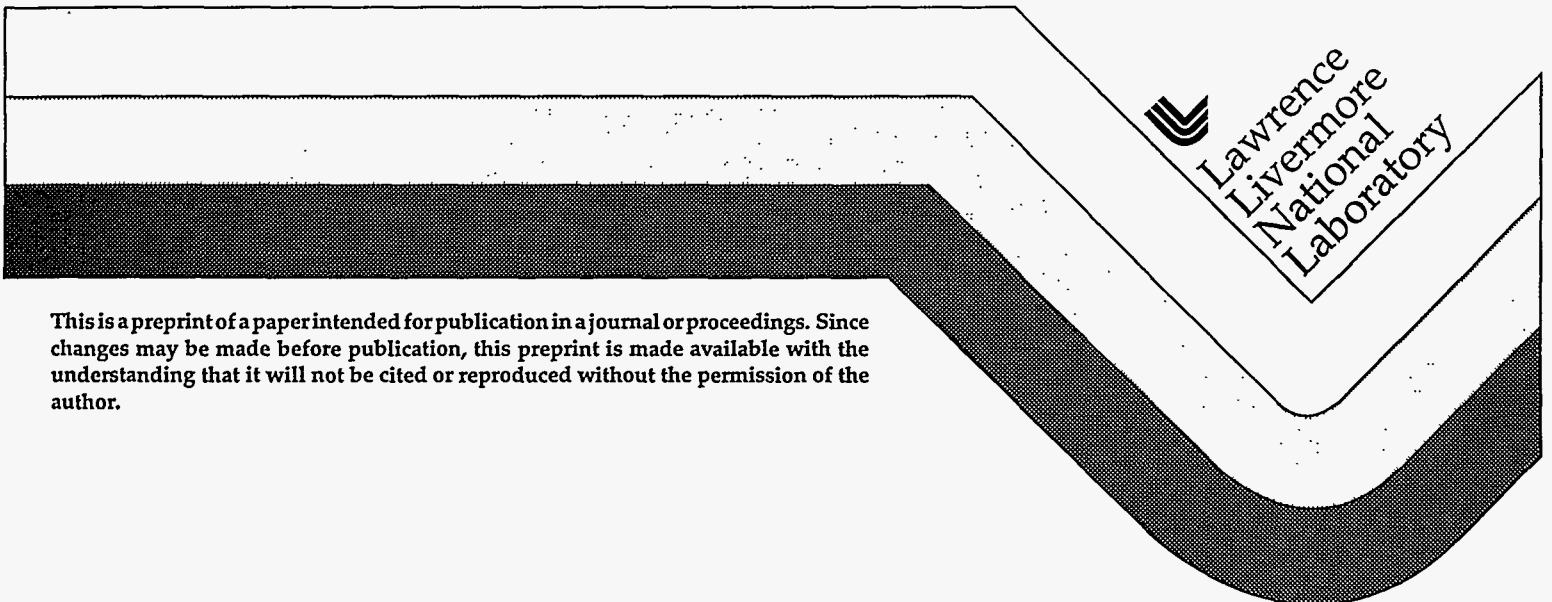 Lawrence
Livermore
National
Laboratory
This is a preprint of a paper intended for publication in a journal or proceedings. Since
changes may be made before publication, this preprint is made available with the
understanding that it will not be cited or reproduced without the permission of the
author.